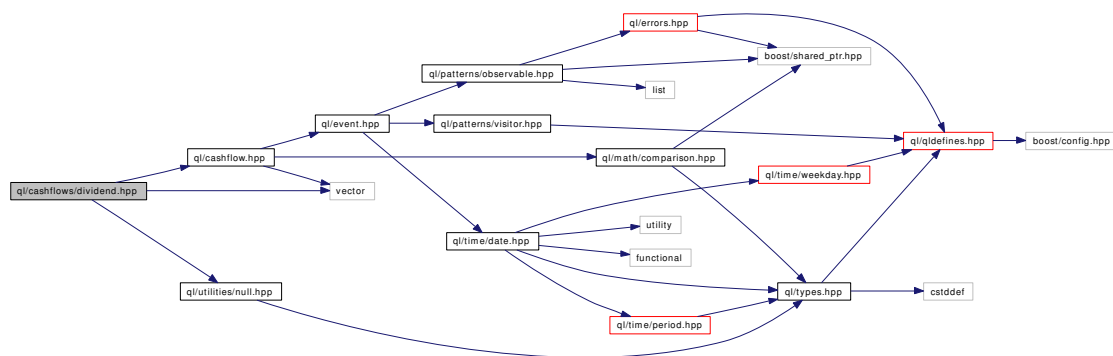 ql/errors.hpp
boost/shared_ptr.hpp
ql/patterns/observable.hpp
list
ql/event.hpp
ql/patterns/visitor.hpp
ql/qldefines.hpp
boost/config.hpp
ql/cashflow.hpp
ql/math/comparison.hpp
ql/time/weekday.hpp
ql/cashflows/dividend.hpp
vector
utility
ql/time/date.hpp
functional
ql/utilities/null.hpp
ql/types.hpp
cstddef
ql/time/period.hpp